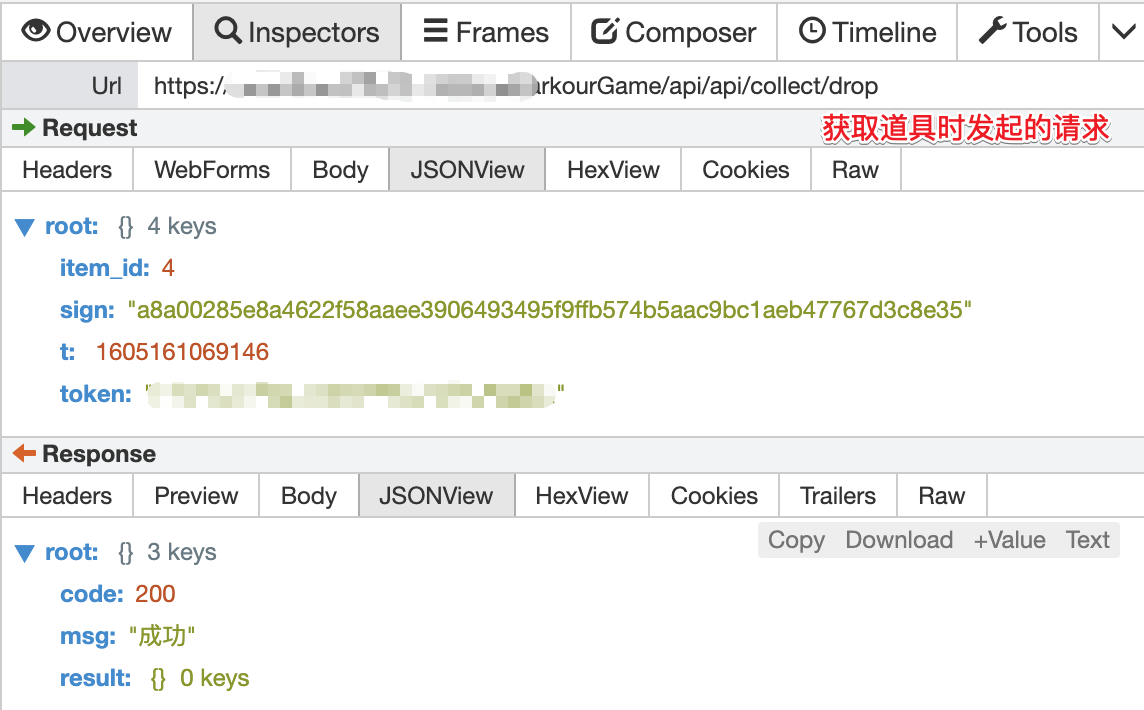 Overview Inspectors Frames Composer Timeline Tools
Url https:// arkourGame/api/api/collect/drop
Request 获取道具时发起的请求
Headers WebForms Body JSONView HexView Cookies Raw
root: {} 4 keys
item_id: 4
sign: "a8a00285e8a4622f58aaee3906493495f9ffb574b5aac9bc1aeb47767d3c8e35"
t: 1605161069146
token: " "
Response
Headers Preview Body JSONView HexView Cookies Trailers Raw
root: {} 3 keys
Copy Download +Value Text
code: 200
msg: "成功"
result: {} 0 keys